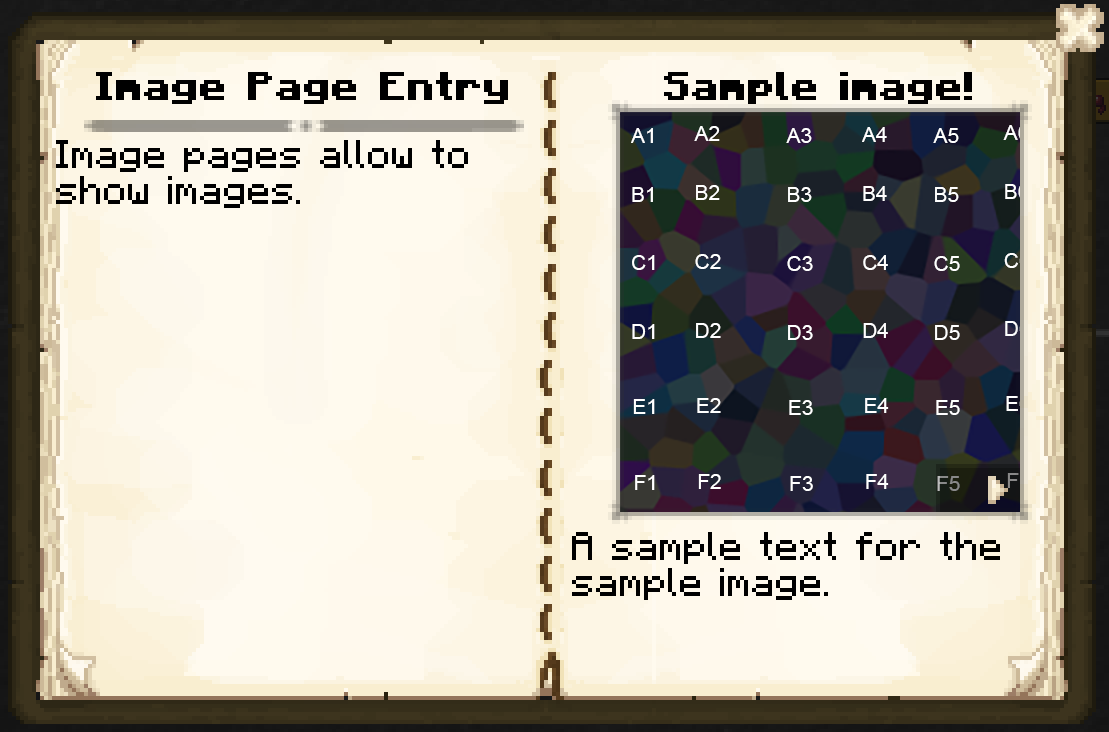 Image Page Entry
Image pages allow to
show images.
Sample image!
A1 A2 A3 A4 A5
B1 B2 B3 B4 B5
C1 C2 C3 C4 C5
D1 D2 D3 D4 D5
E1 E2 E3 E4 E5
F1 F2 F3 F4 F5
A sample text for the
sample image.